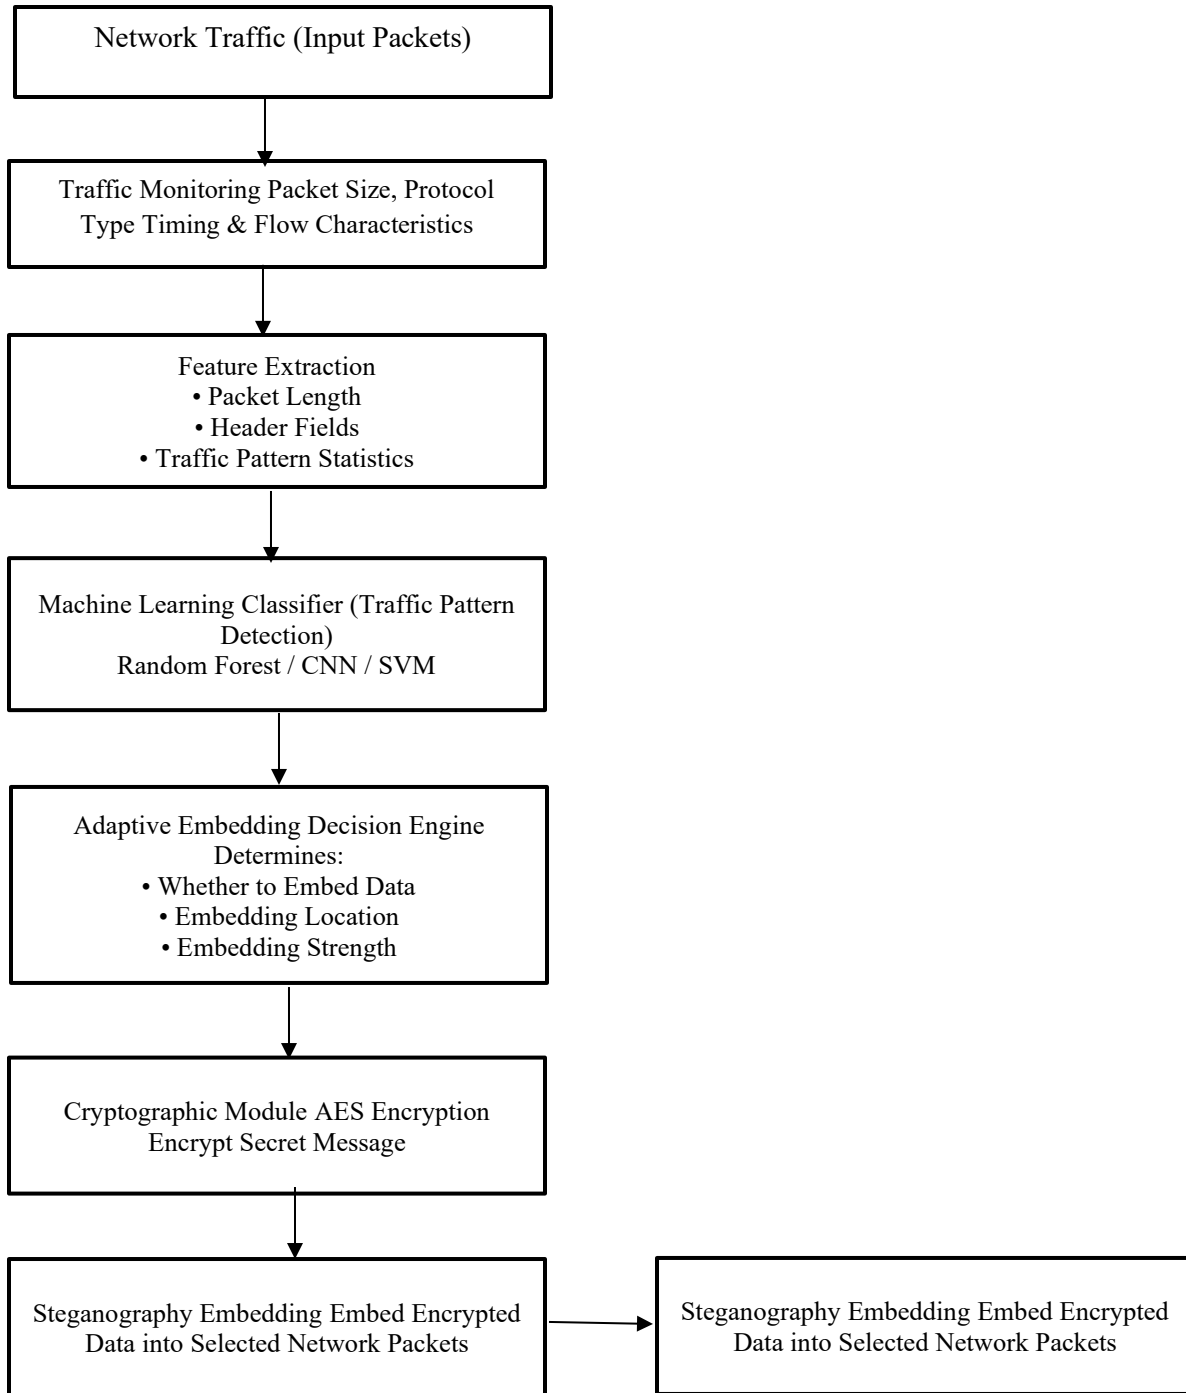 Network Traffic (Input Packets)
Traffic Monitoring Packet Size, Protocol
Type Timing & Flow Characteristics
Feature Extraction
• Packet Length
• Header Fields
• Traffic Pattern Statistics
Machine Learning Classifier (Traffic Pattern
Detection)
Random Forest / CNN / SVM
Adaptive Embedding Decision Engine
Determines:
• Whether to Embed Data
• Embedding Location
• Embedding Strength
Cryptographic Module AES Encryption
Encrypt Secret Message
Steganography Embedding Embed Encrypted
Data into Selected Network Packets
Steganography Embedding Embed Encrypted
Data into Selected Network Packets